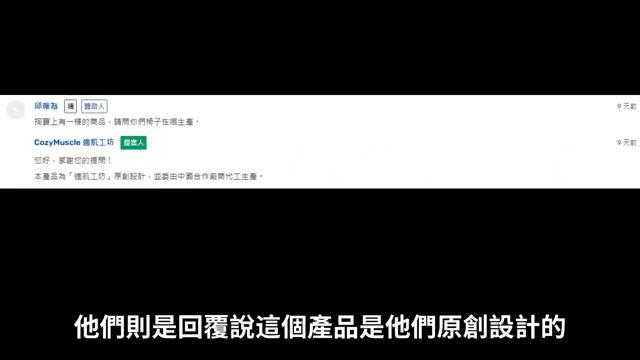 邱雍為 噴 贊助人 9 天前
掏寶上有一樣的商品，請問你們椅子在哪生產。
CozyMuscle 適肌工坊 提案人 9 天前
您好，感謝您的提問！
本產品為「適肌工坊」原創設計，並委由中國合作廠商代工生產。
他們則是回覆說這個產品是他們原創設計的